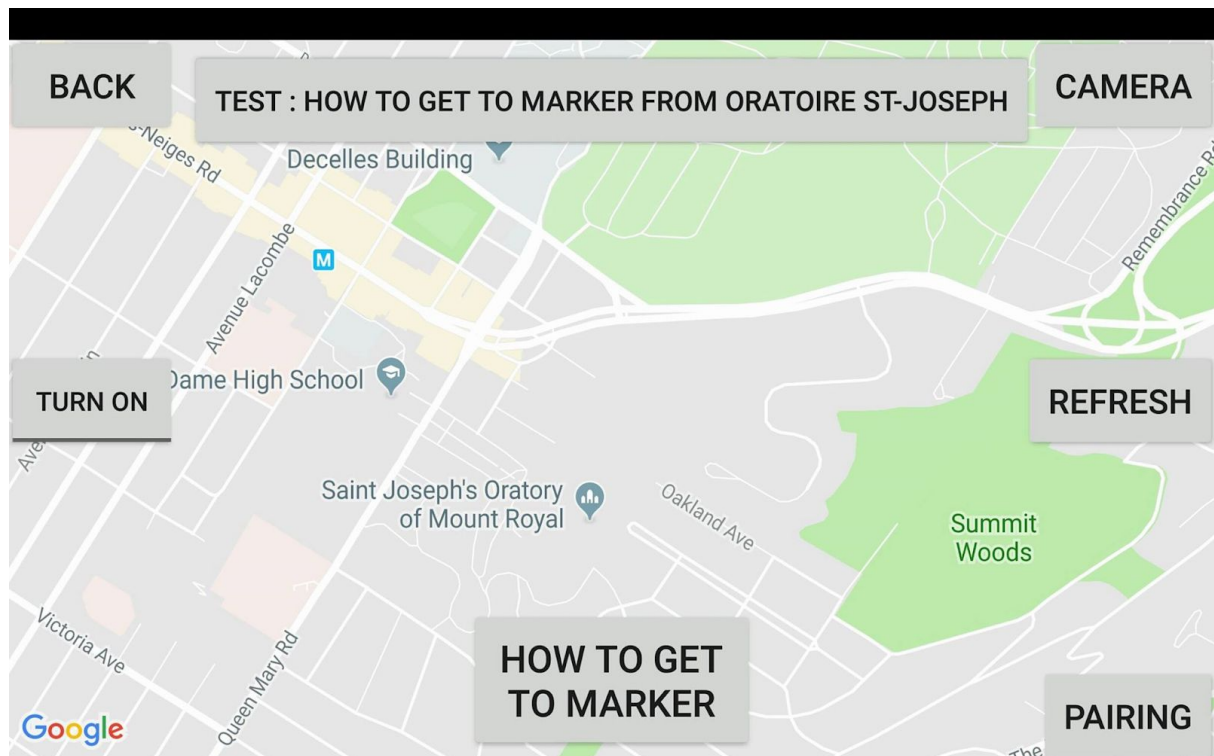 BACK
TEST : HOW TO GET TO MARKER FROM ORATOIRE ST-JOSEPH
CAMERA
-Neiges Rd
Decelles Building
Remembrance Rd
Avenue Lacombe
M
Dame High School
TURN ON
REFRESH
Saint Joseph's Oratory
of Mount Royal
Oakland Ave
Summit
Woods
Victoria Ave
Queen Mary Rd
HOW TO GET
TO MARKER
PAIRING
Google
The